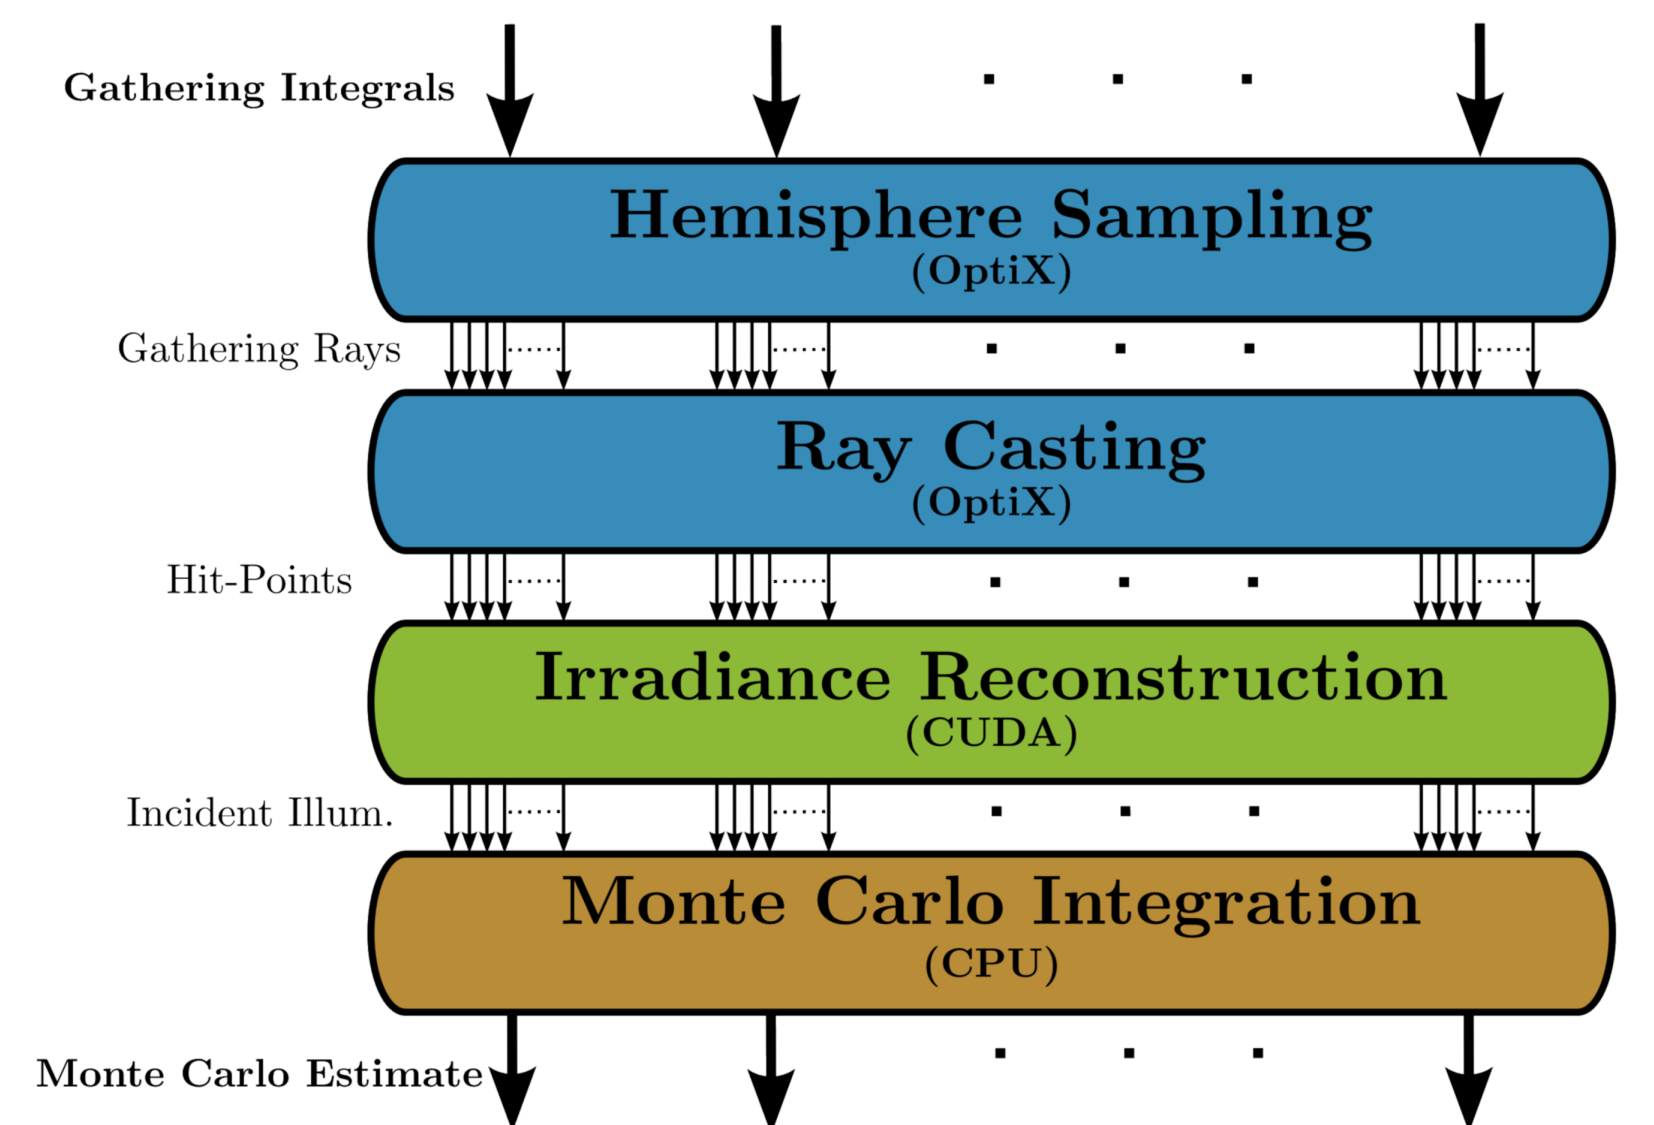 Gathering Integrals
Hemisphere Sampling
(OptiX)
Gathering Rays
Ray Casting
(OptiX)
Hit-Points
Irradiance Reconstruction
(CUDA)
Incident Illum.
Monte Carlo Integration
(CPU)
Monte Carlo Estimate